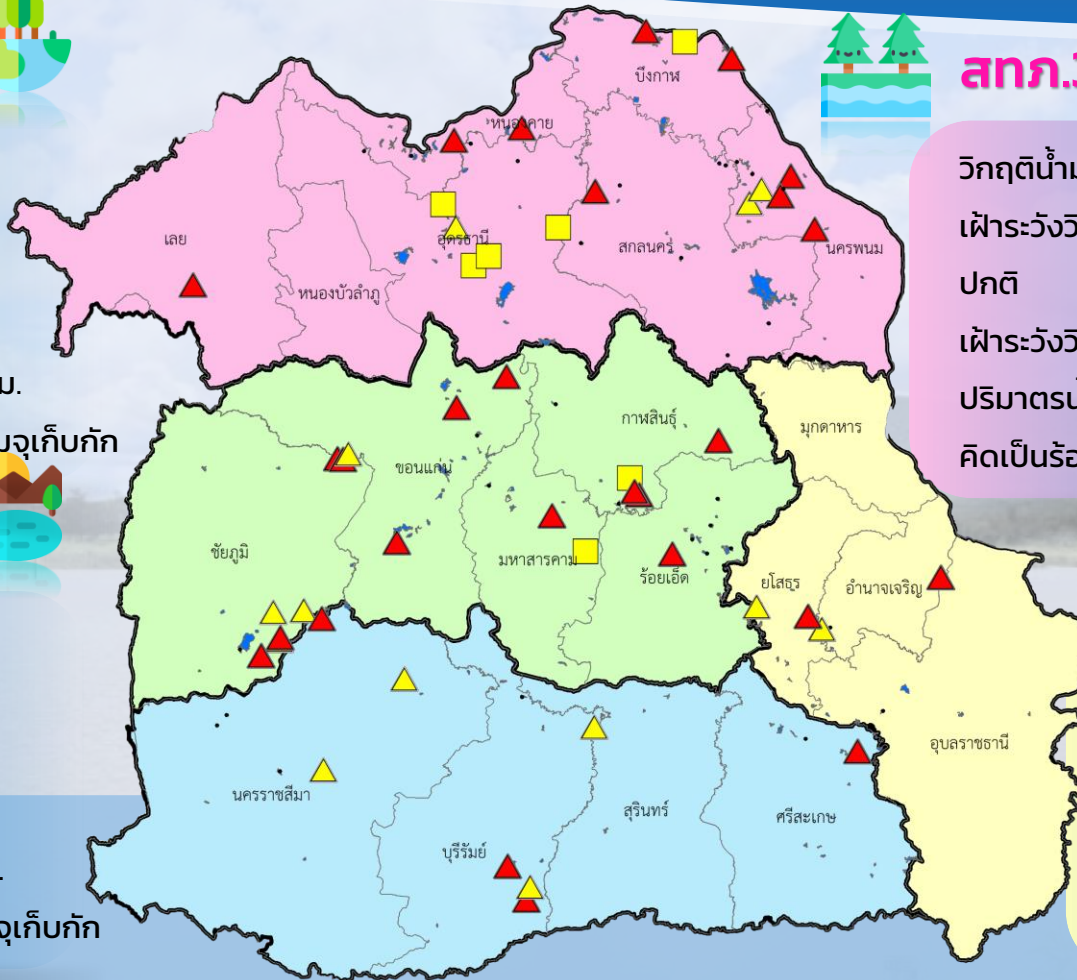 สทภ.3
วิกฤติน้ำม
เฝ้าระวังวิ
ปกติ
เฝ้าระวังวิ
ปริมาตรน้
คิดเป็นร้อ
ม.
มจุเก็บกัก
.
จุเก็บกัก
บึงกาฬ
หนองคาย
เลย
อุดรธานี
สกลนคร
นครพนม
หนองบัวลำภู
กาฬสินธุ์
มุกดาหาร
ขอนแก่น
ชัยภูมิ
มหาสารคาม
ร้อยเอ็ด
ยโสธร
อำนาจเจริญ
อุบลราชธานี
นครราชสีมา
สุรินทร์
ศรีสะเกษ
บุรีรัมย์